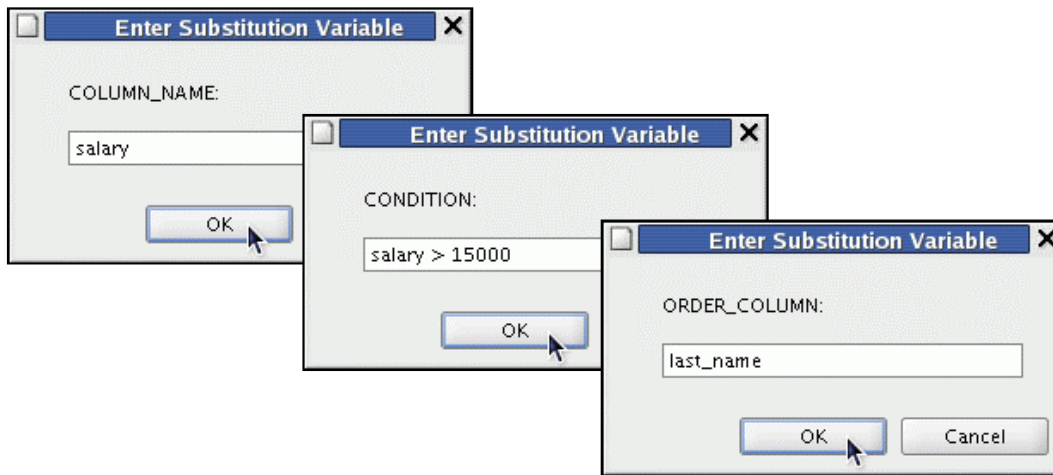 Enter Substitution Variable
COLUMN_NAME:
salary
OK
Enter Substitution Variable
CONDITION:
salary > 15000
OK
Enter Substitution Variable
ORDER_COLUMN:
last_name
OK Cancel